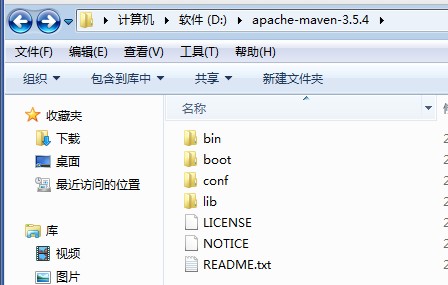 计算机 ▸ 软件 (D:) ▸ apache-maven-3.5.4 ▸
文件(F) 编辑(E) 查看(V) 工具(T) 帮助(H)
组织 包含到库中 共享 新建文件夹
收藏夹
下载
桌面
最近访问的位置
库
视频
图片
名称
bin
boot
conf
lib
LICENSE
NOTICE
README.txt